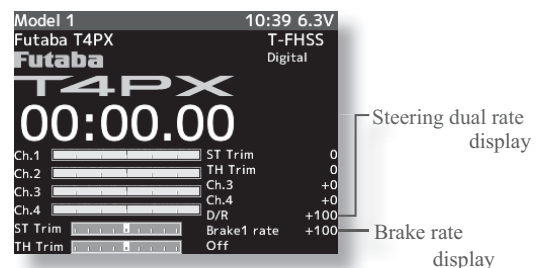 Model 1 10:39 6.3V
Futaba T4PX T-FHSS
Futaba Digital
T4PX
00:00.00
Ch.1 ST Trim 0
Ch.2 TH Trim 0
Ch.3 Ch.3 +0
Ch.4 Ch.4 +0
D/R +100
ST Trim Brake1 rate +100
TH Trim Off
Steering dual rate
display
Brake rate
display